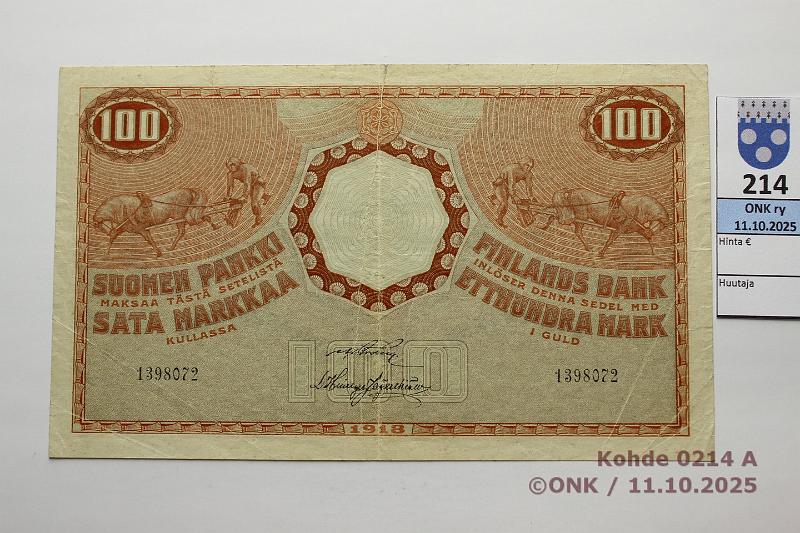 100
100
SUOMEN PANKKI
MAKSAA TÄSTÄ SETELISTÄ
SATA MARKKAA
KULLASSA
FINLANDS BANK
INLÖSER DENNA SEDEL MED
ETTHUNDRA MARK
I GULD
100
1398072
1398072
1918
214
ONK ry
11.10.2025
Hinta €
Huutaja
Kohde 0214 A
©ONK / 11.10.2025